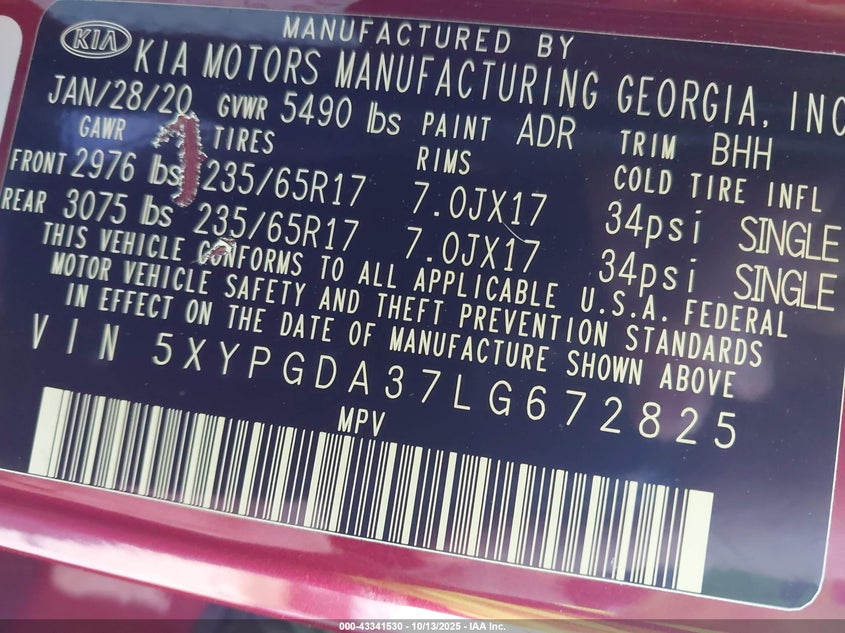 KIA
MANUFACTURED BY
KIA MOTORS MANUFACTURING GEORGIA, INC
JAN/28/20 GVWR 5490 lbs PAINT ADR TRIM BHH
GAWR TIRES RIMS COLD TIRE INFL
FRONT 2976 lbs 235/65R17 7.0JX17 34psi SINGLE
REAR 3075 lbs 235/65R17 7.0JX17 34psi SINGLE
THIS VEHICLE CONFORMS TO ALL APPLICABLE U.S.A. FEDERAL
MOTOR VEHICLE SAFETY AND THEFT PREVENTION STANDARDS
IN EFFECT ON THE DATE OF MANUFACTURE SHOWN ABOVE
VIN 5XYPGDA37LG672825
MPV
000-43341530 - 10/13/2025 - IAA Inc.